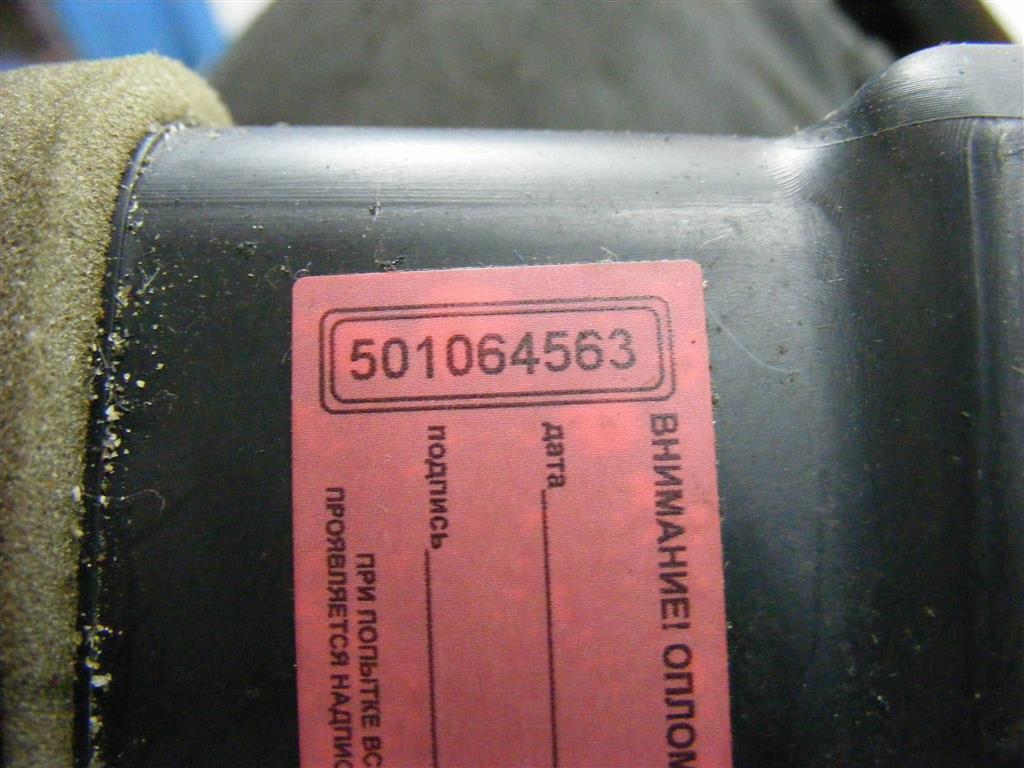 501064563
ВНИМАНИЕ! ОПЛОМ
дата
подпись
ПРИ ПОПЫТКЕ ВС
ПРОЯВЛЯЕТСЯ НАДПИС